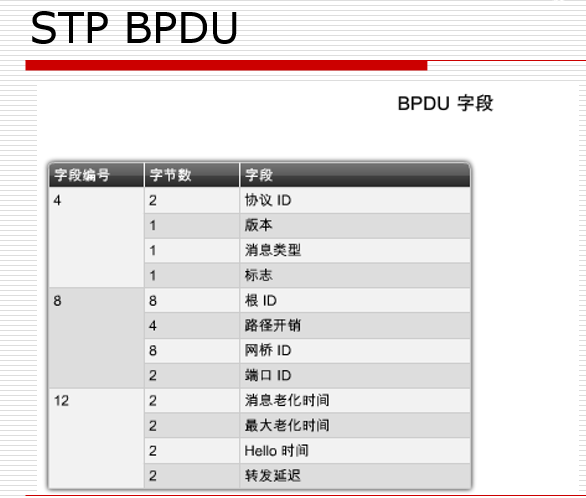 STP BPDU
BPDU 字段
字段编号 字节数 字段
4 2 协议 ID
1 版本
1 消息类型
1 标志
8 8 根 ID
4 路径开销
8 网桥 ID
2 端口 ID
12 2 消息老化时间
2 最大老化时间
2 Hello 时间
2 转发延迟